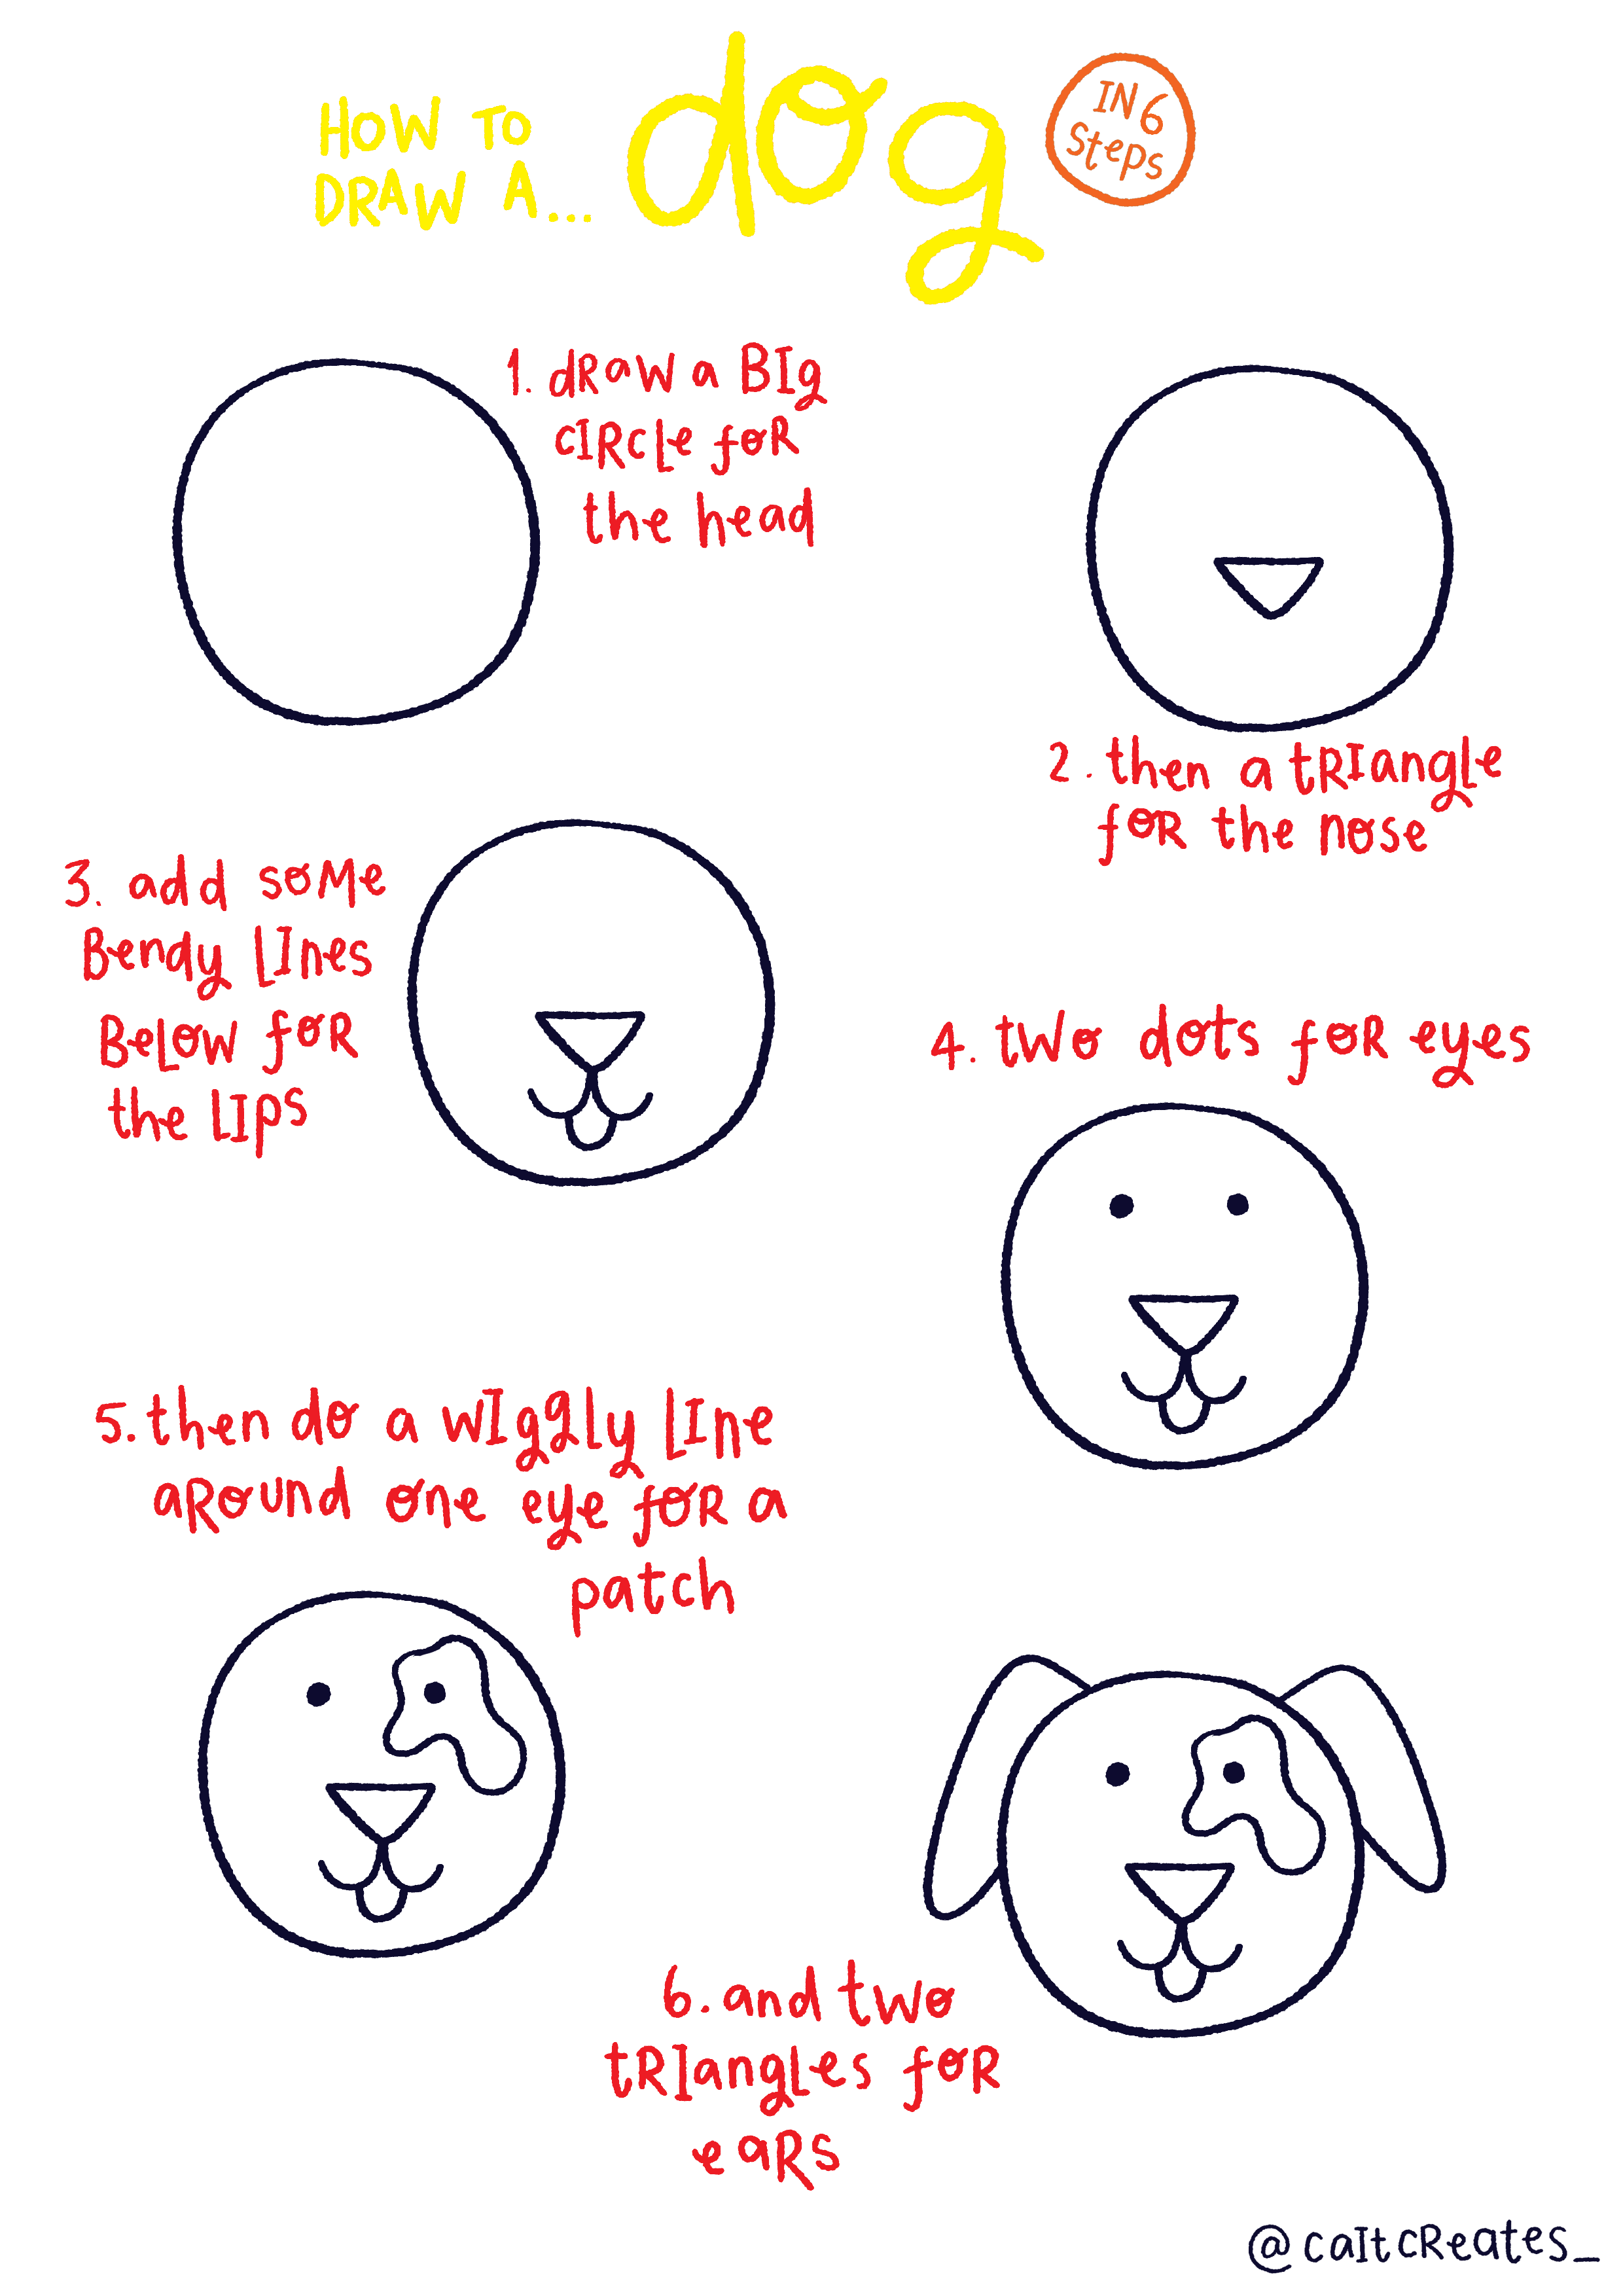 HOW TO
DRAW A...
dog
IN 6
steps
1. dRaw a BIg
cIRcle foR
the head
2. then a tRIangle
foR the nose
3. add soMe
Bendy LInes
BeLow foR
the LIps
4. two dots foR eyes
5. then do a wIggly LIne
aRound one eye foR a
patch
6. and two
tRIangles foR
eaRs
@caItcReates_